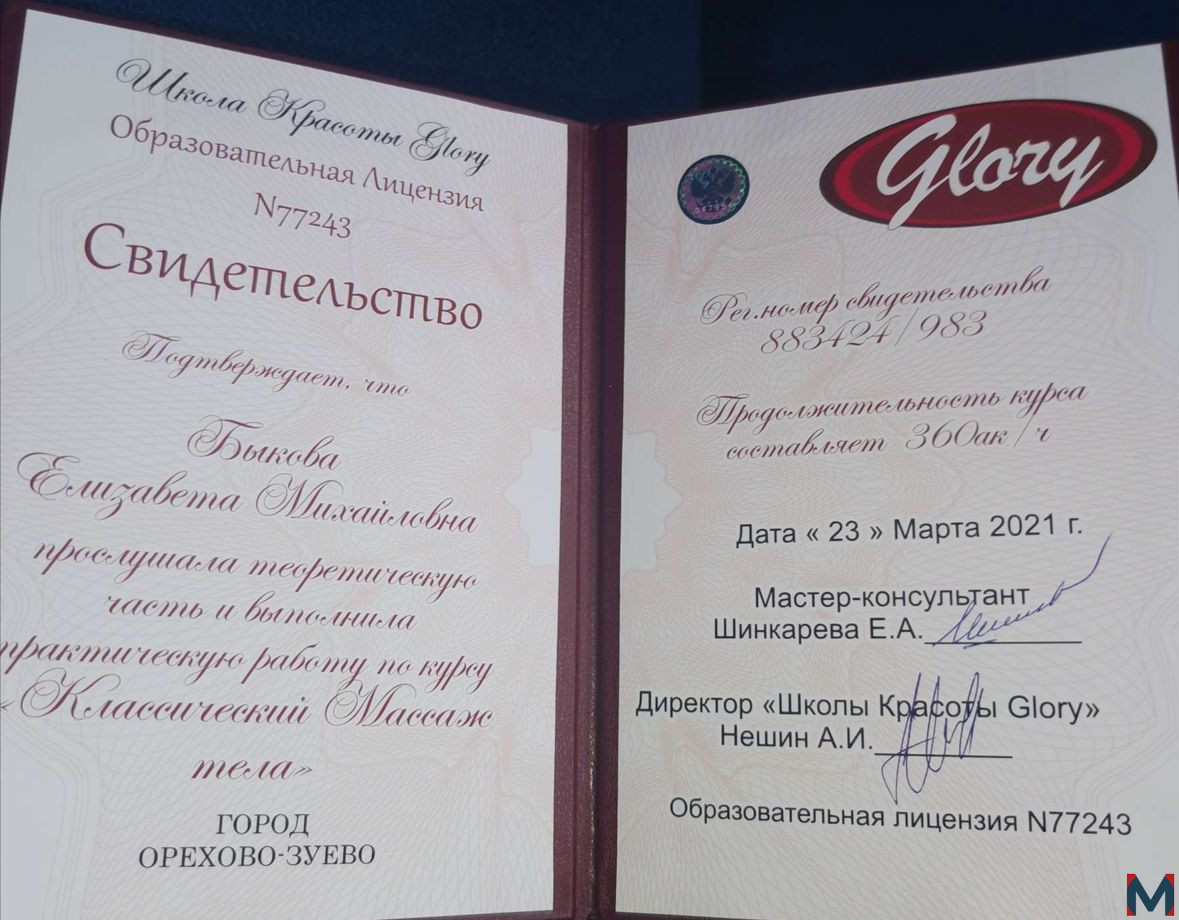 Школа Красоты Glory
Образовательная Лицензия
N77243
Свидетельство
Подтверждает, что
Быкова
Елизавета Михайловна
прослушала теоретическую
часть и выполнила
практическую работу по курсу
«Классический Массаж
тела»
ГОРОД
ОРЕХОВО-ЗУЕВО
Glory
Рег.номер свидетельства
883424/983
Продолжительность курса
составляет 360ак/ч
Дата « 23 » Марта 2021 г.
Мастер-консультант
Шинкарева Е.А.
Директор «Школы Красоты Glory»
Нешин А.И.
Образовательная лицензия N77243
M